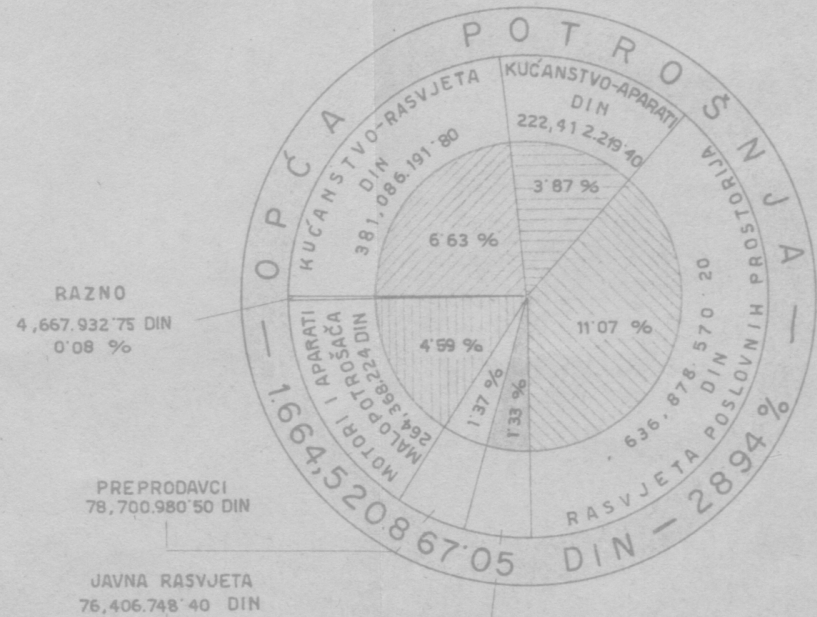 OPĆA POTROŠNJA — 1.664,520867·05 DIN — 28 94 %
KUĆANSTVO-RASVJETA
DIN
381,086.191·80
6·63 %
KUĆANSTVO-APARATI
DIN
222,412.219·40
3·87 %
RASVJETA POSLOVNIH PROSTORIJA
DIN
636,878.570·20
11·07 %
MOTORI I APARATI
MALOPOTROŠAČA
264,368.224 DIN
4·59 %
1·37 %
1·33 %
RAZNO
4,667.932·75 DIN
0·08 %
PREPRODAVCI
78,700.980·50 DIN
JAVNA RASVJETA
76,406.748·40 DIN